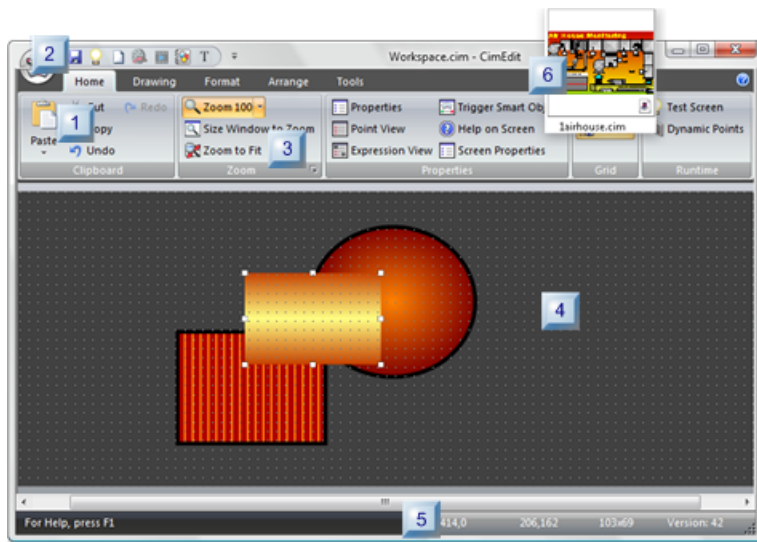 2
T
Workspace.cim - CimEdit
Air House Monitoring
6
1airhouse.cim
Home Drawing Format Arrange Tools
Paste
1
Redo
Undo
Clipboard
Zoom 100
Size Window to Zoom
Zoom to Fit
3
Zoom
Properties
Point View
Expression View
Trigger Smart
Help on Screen
Screen Properties
Properties
Grid
Test Screen
Dynamic Points
Runtime
4
For Help, press F1
5
414,0
206,162
103x69
Version: 42